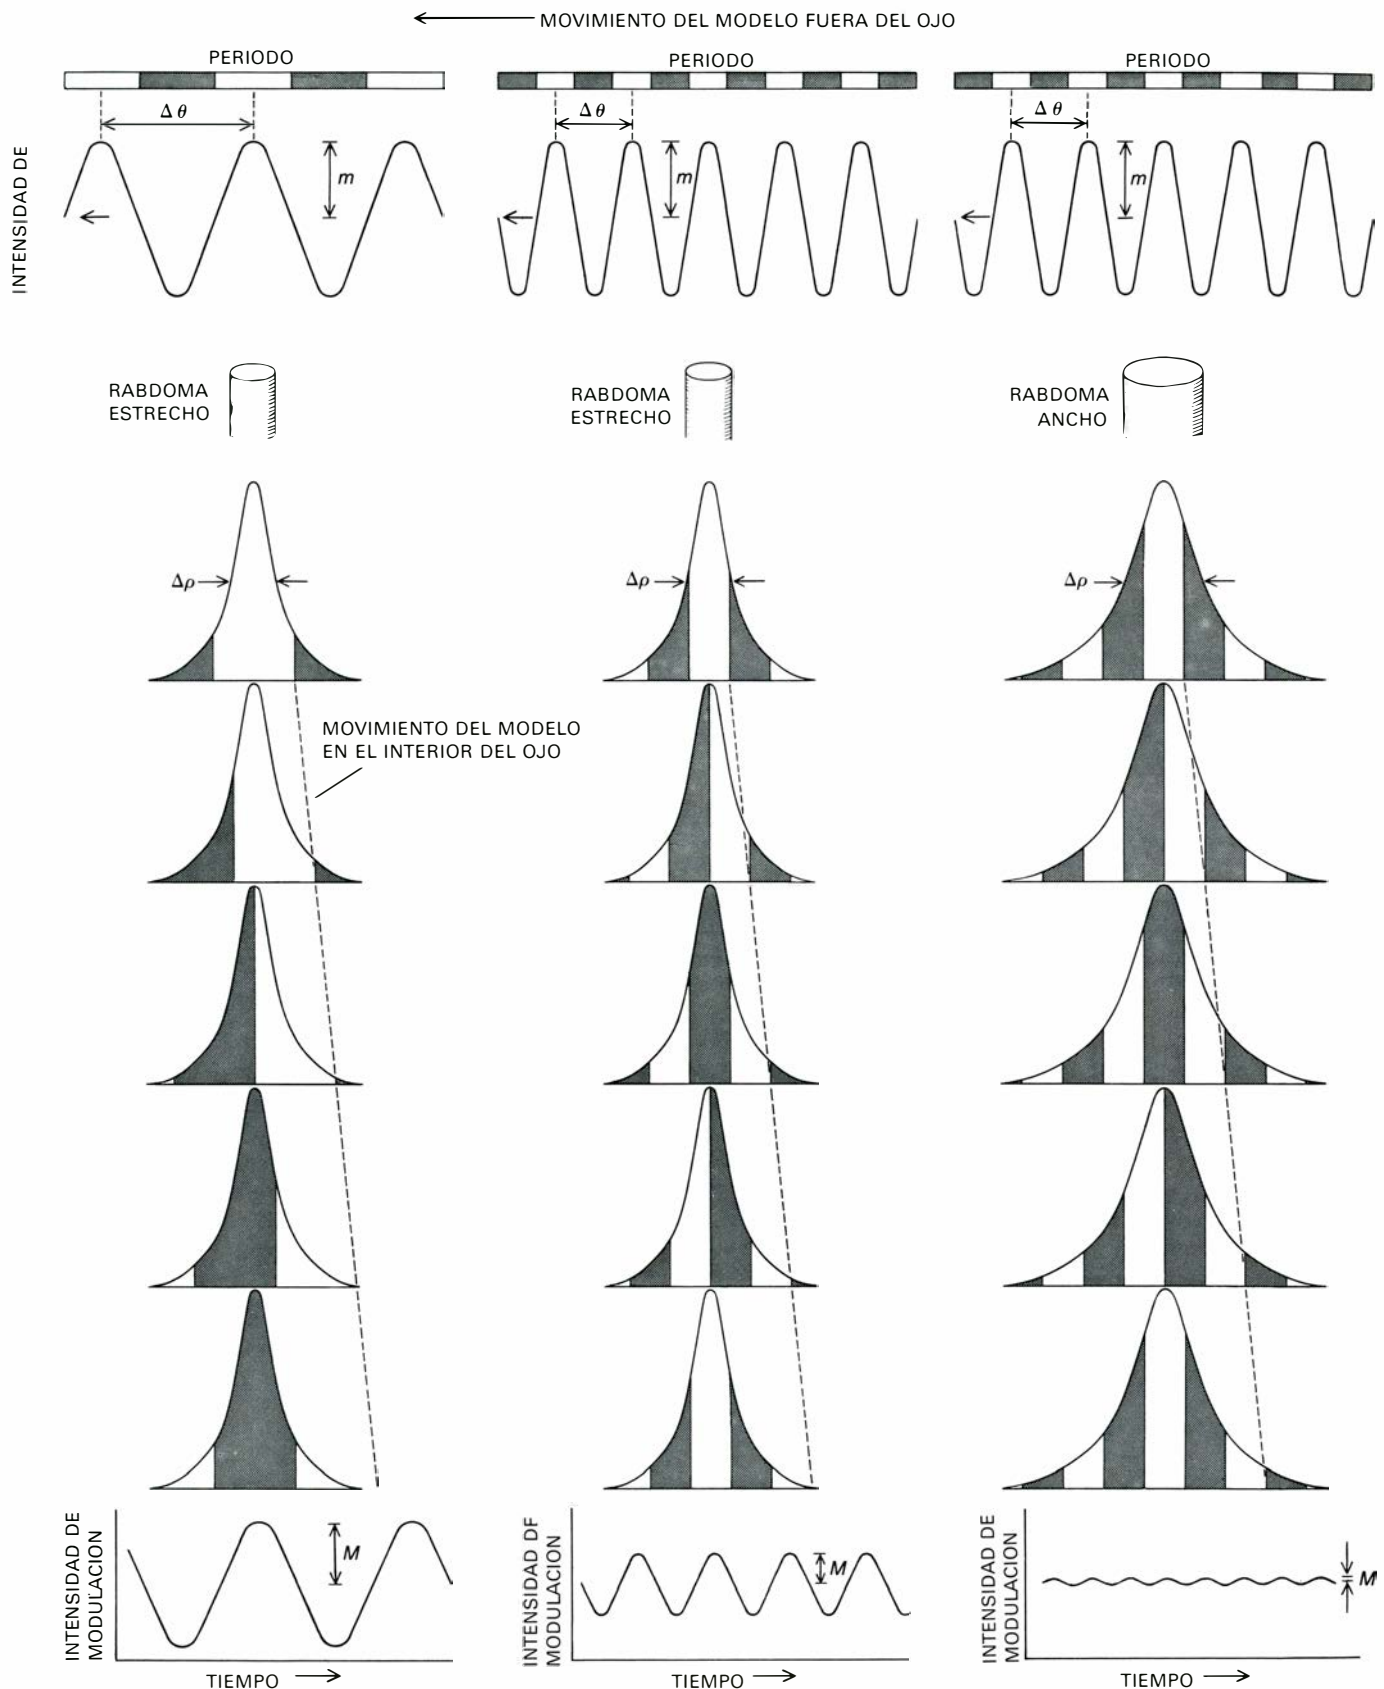 MOVIMIENTO DEL MODELO FUERA DEL OJO
PERIODO
PERIODO
PERIODO
Δθ
Δθ
Δθ
INTENSIDAD DE
m
m
m
RABDOMA
ESTRECHO
RABDOMA
ESTRECHO
RABDOMA
ANCHO
Δρ
Δρ
Δρ
MOVIMIENTO DEL MODELO
EN EL INTERIOR DEL OJO
INTENSIDAD DE
MODULACION
M
TIEMPO
INTENSIDAD DF
MODULACION
M
TIEMPO
INTENSIDAD DE
MODULACION
M
TIEMPO